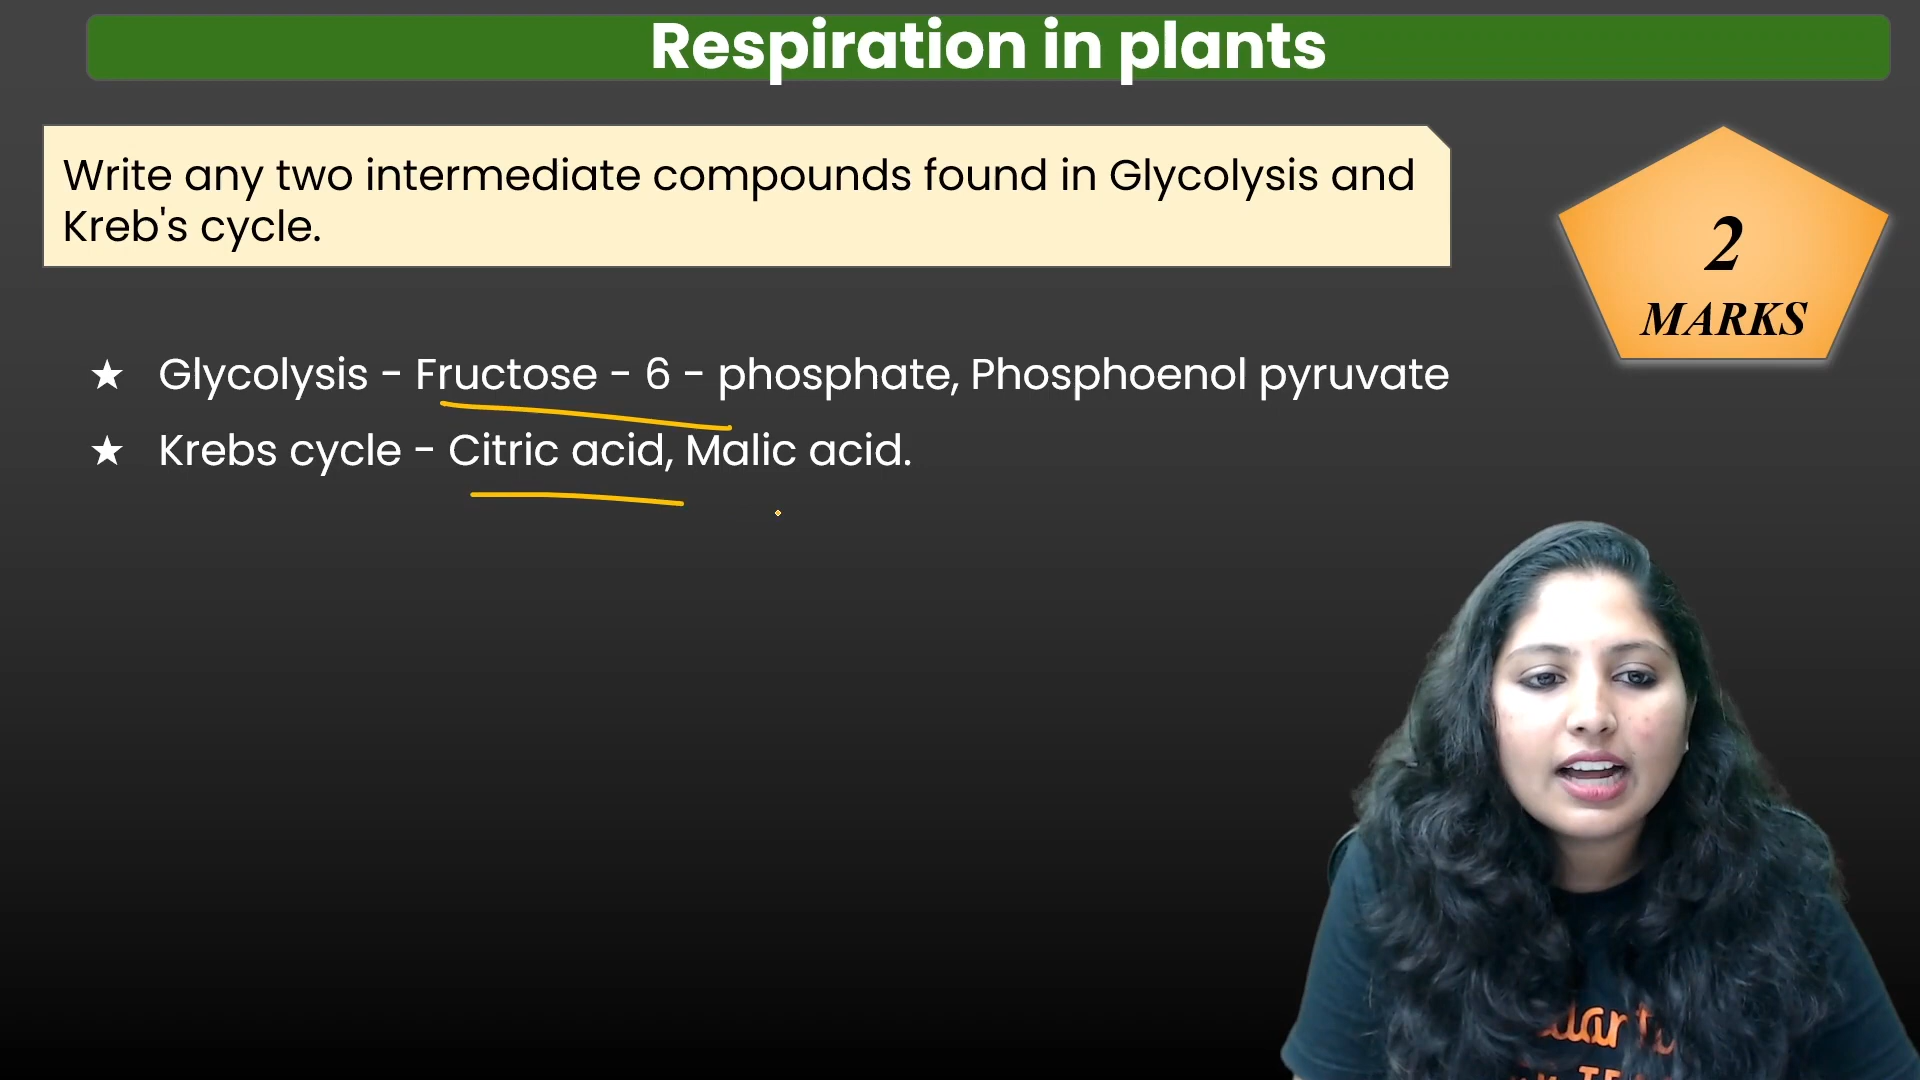 Respiration in plants
Write any two intermediate compounds found in Glycolysis and
Kreb's cycle.
2
MARKS
★ Glycolysis - Fructose - 6 - phosphate, Phosphoenol pyruvate
★ Krebs cycle - Citric acid, Malic acid.